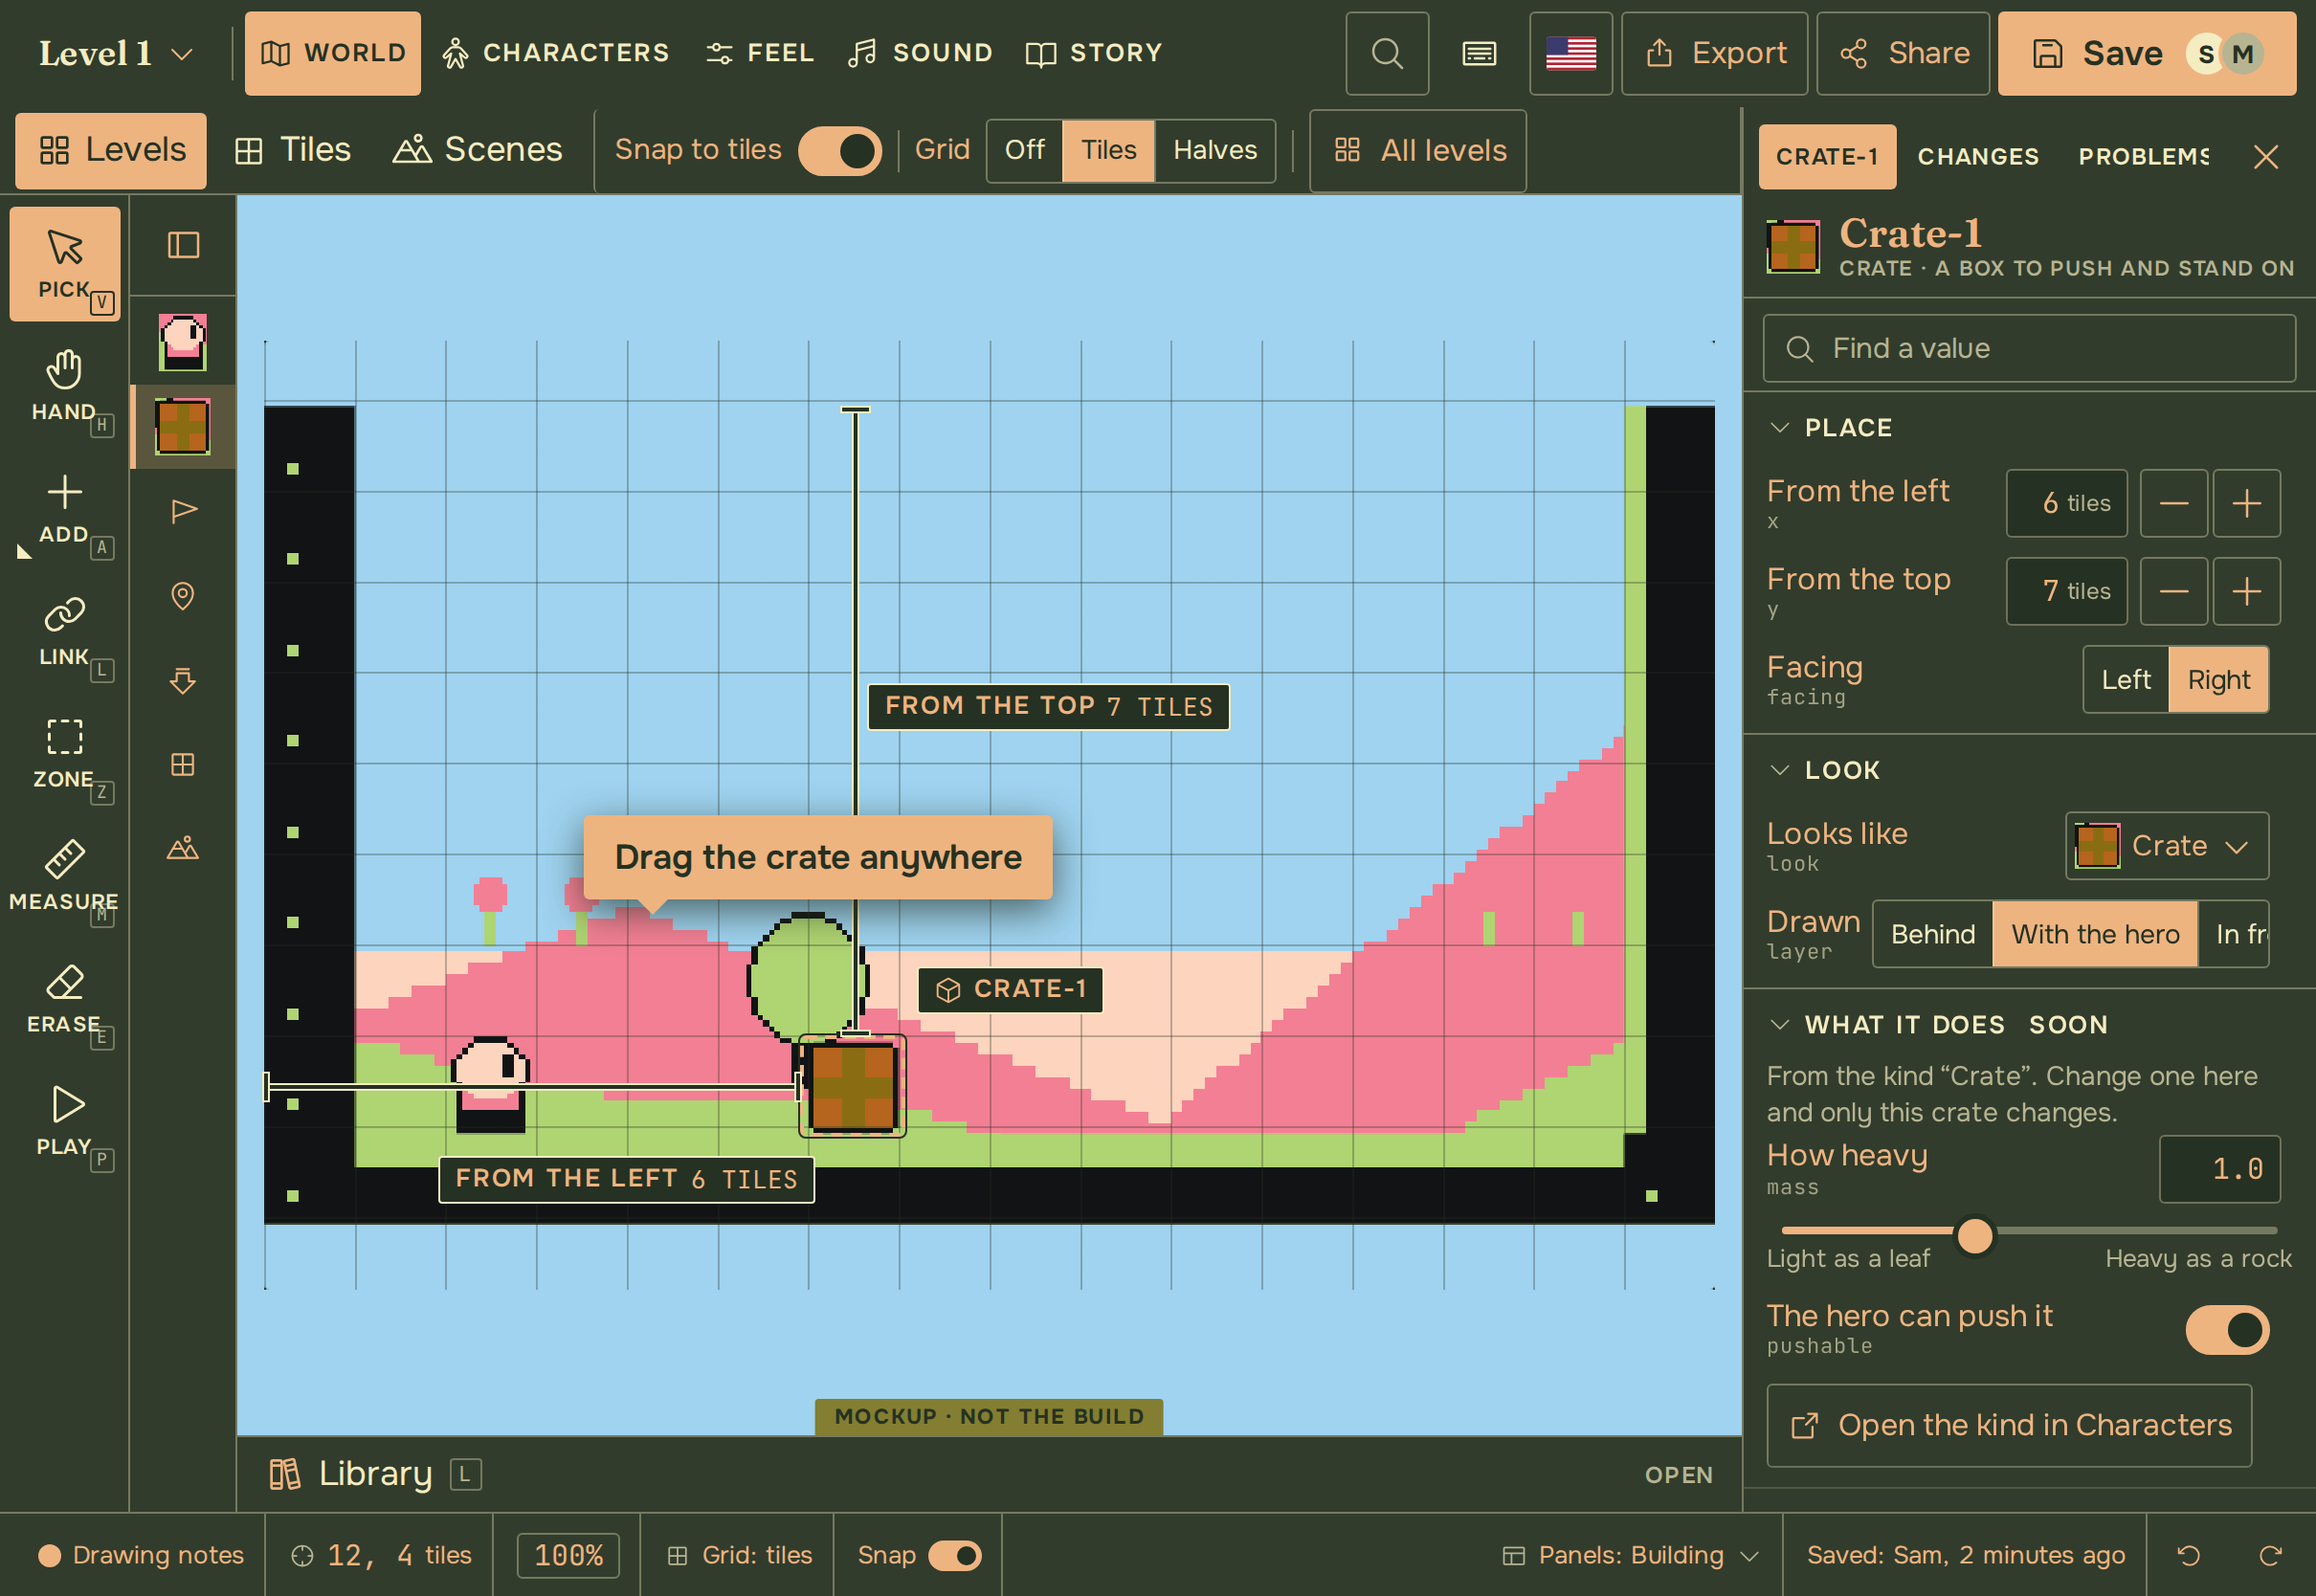 Level 1
WORLD
CHARACTERS
FEEL
SOUND
STORY
Export
Share
Save
S
M
Levels
Tiles
Scenes
Snap to tiles
Grid
Off
Tiles
Halves
All levels
CRATE-1
CHANGES
PROBLEMS
PICK
V
HAND
H
ADD
A
LINK
L
ZONE
Z
MEASURE
M
ERASE
E
PLAY
P
FROM THE TOP 7 TILES
Drag the crate anywhere
CRATE-1
FROM THE LEFT 6 TILES
MOCKUP · NOT THE BUILD
Library L
OPEN
Crate-1
CRATE · A BOX TO PUSH AND STAND ON
Find a value
PLACE
From the left
x
6 tiles
From the top
y
7 tiles
Facing
facing
Left
Right
LOOK
Looks like
look
Crate
Drawn
layer
Behind
With the hero
In fr
WHAT IT DOES SOON
From the kind “Crate”. Change one here
and only this crate changes.
How heavy
mass
1.0
Light as a leaf
Heavy as a rock
The hero can push it
pushable
Open the kind in Characters
Drawing notes
12, 4 tiles
100%
Grid: tiles
Snap
Panels: Building
Saved: Sam, 2 minutes ago